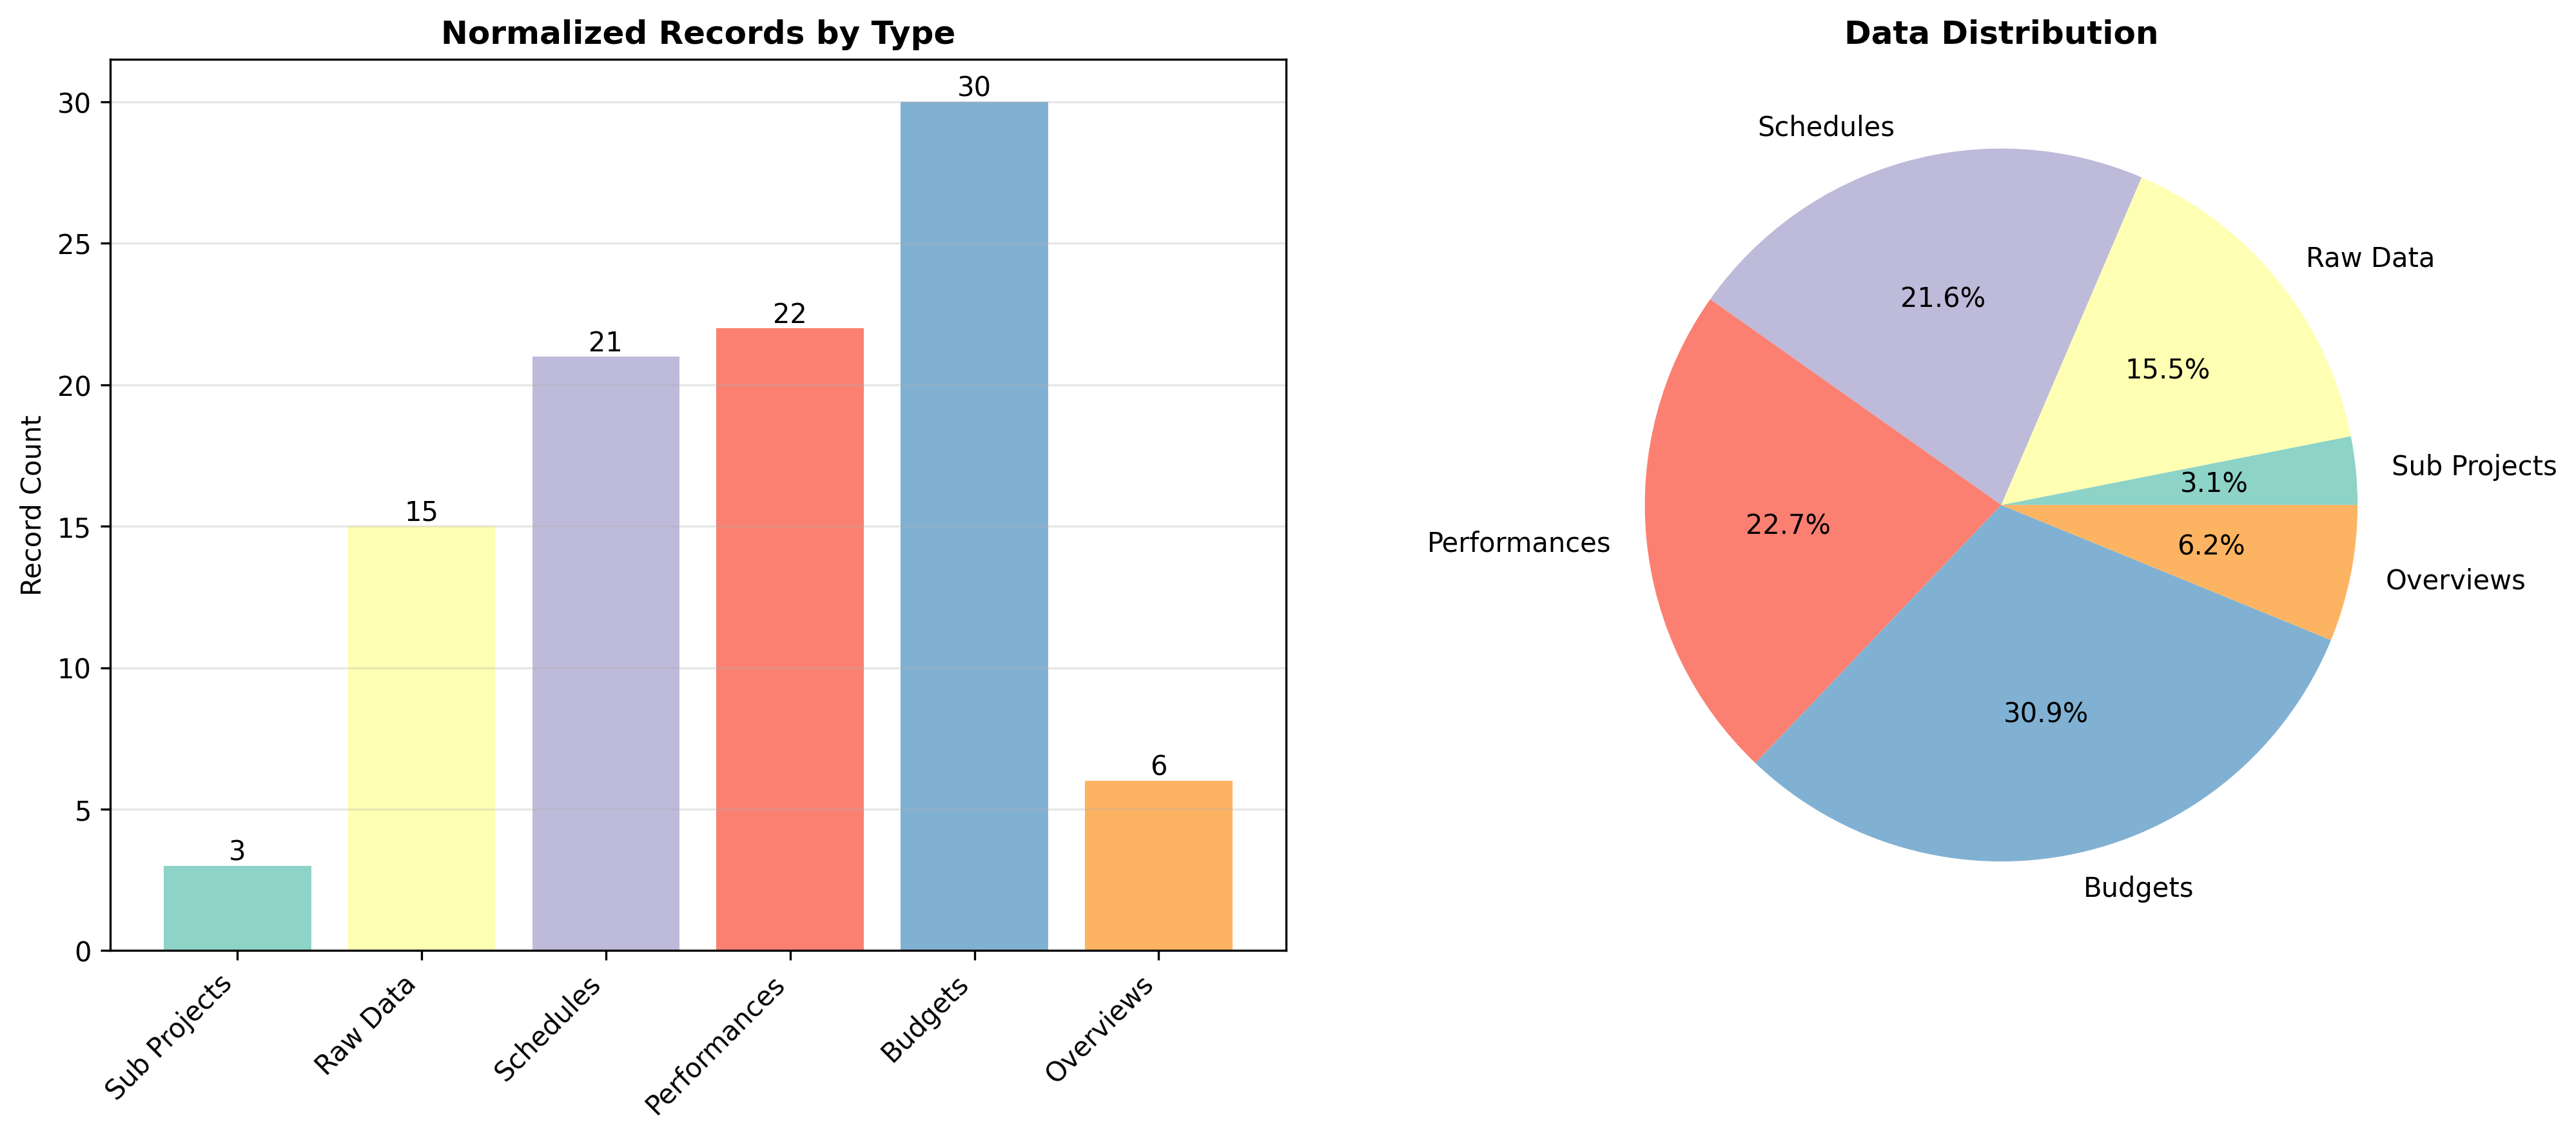 Normalized Records by Type
Record Count
30
25
20
15
10
5
0
3
15
21
22
30
6
Sub Projects
Raw Data
Schedules
Performances
Budgets
Overviews
Data Distribution
Schedules
Raw Data
Sub Projects
Performances
Overviews
Budgets
21.6%
15.5%
3.1%
22.7%
6.2%
30.9%